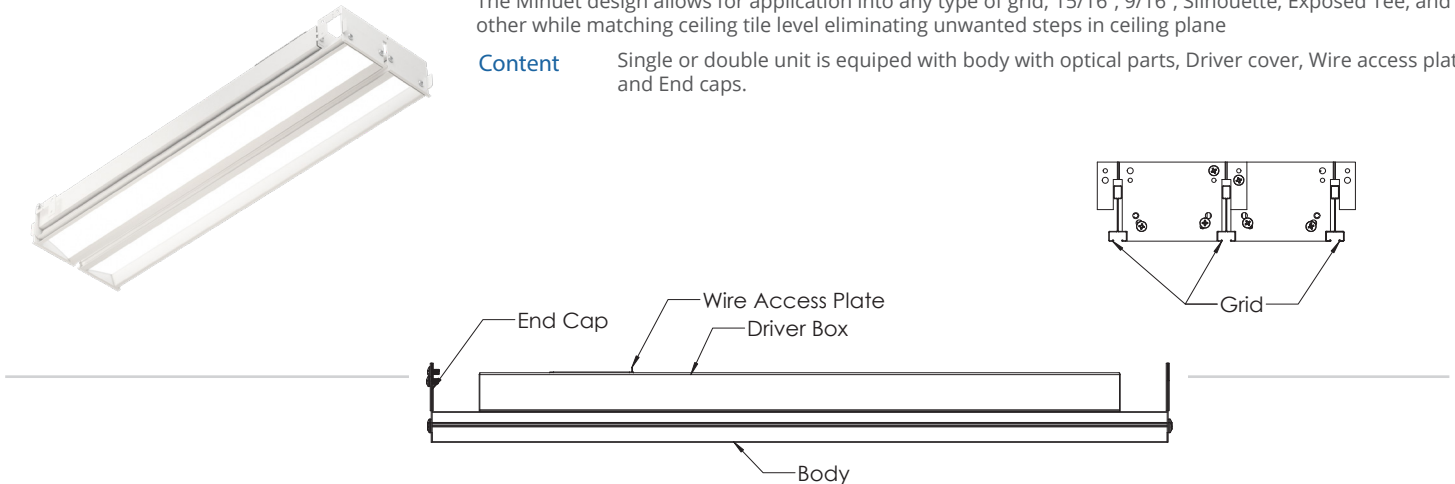 The Minuet design allows for application into any type of grid, 15/16", 9/16", Silhouette, Exposed Tee, and
other while matching ceiling tile level eliminating unwanted steps in ceiling plane
Content
Single or double unit is equiped with body with optical parts, Driver cover, Wire access
and End caps.
Grid
Wire Access Plate
End Cap
Driver Box
Body